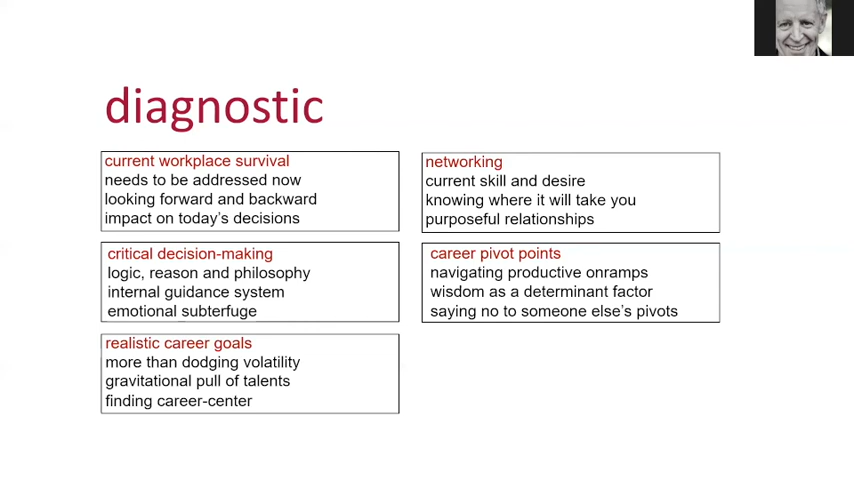 diagnostic
current workplace survival
needs to be addressed now
looking forward and backward
impact on today's decisions
critical decision-making
logic, reason and philosophy
internal guidance system
emotional subterfuge
realistic career goals
more than dodging volatility
gravitational pull of talents
finding career-center
networking
current skill and desire
knowing where it will take you
purposeful relationships
career pivot points
navigating productive onramps
wisdom as a determinant factor
saying no to someone else's pivots